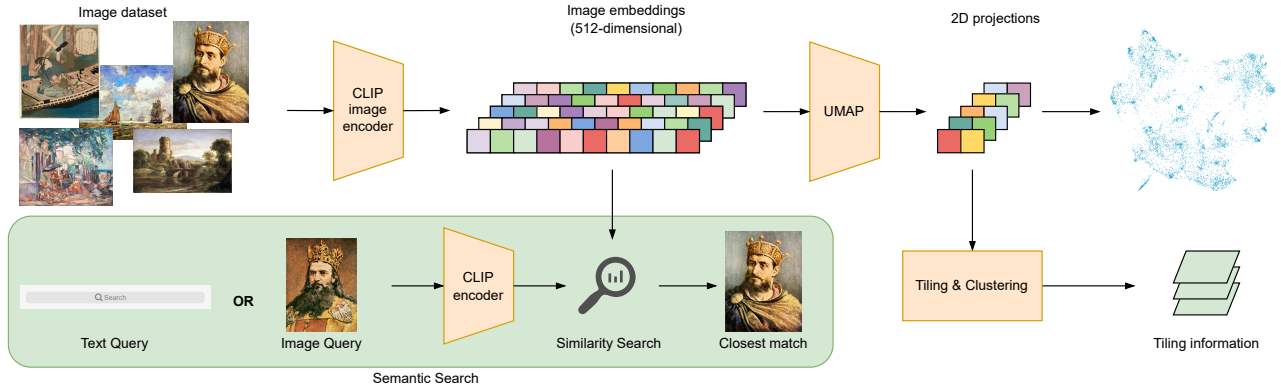 Image dataset
Image embeddings
(512-dimensional)
2D projections
CLIP
image
encoder
UMAP
CLIP
encoder
Tiling & Clustering
Search
OR
Text Query
Image Query
Similarity Search
Closest match
Tiling information
Semantic Search